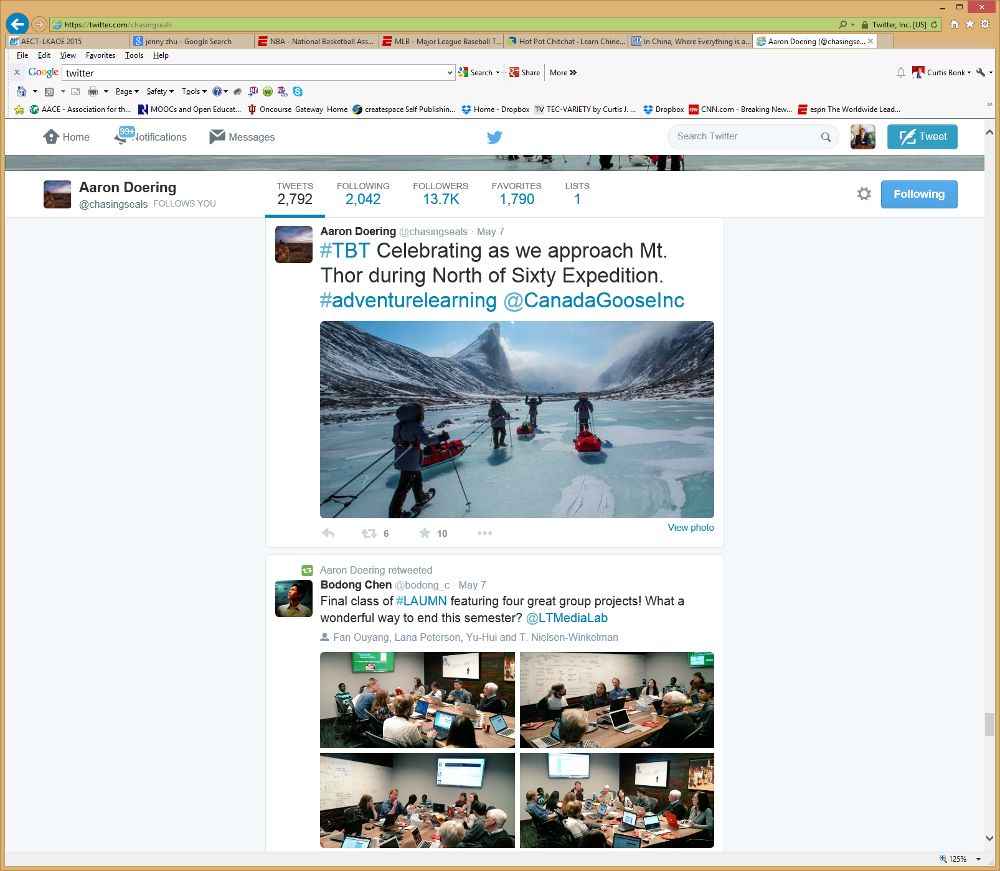 https://twitter.com/chasingseals
Twitter, Inc. [US]
AECT-LKAOE 2015
jenny zhu - Google Search
NBA - National Basketball Ass...
MLB - Major League Baseball T...
Hot Pot Chitchat · Learn Chine...
In China, Where Everything is a...
Aaron Doering (@chasingse...
File Edit View Favorites Tools Help
x Google twitter Search Share More »
Curtis Bonk
Page Safety Tools
AACE - Association for th...
MOOCs and Open Educat...
Oncourse Gateway Home
createspace Self Publishin...
Home - Dropbox
TV TEC-VARIETY by Curtis J. ...
Dropbox
CNN CNN.com - Breaking New...
espn The Worldwide Lead...
Home 99+ Notifications Messages
Search Twitter
Tweet
Aaron Doering
@chasingseals FOLLOWS YOU
TWEETS FOLLOWING FOLLOWERS FAVORITES LISTS
2,792 2,042 13.7K 1,790 1
Following
Aaron Doering @chasingseals · May 7
#TBT Celebrating as we approach Mt.
Thor during North of Sixty Expedition.
#adventurelearning @CanadaGooseInc
6 10
View photo
Aaron Doering retweeted
Bodong Chen @bodong_c · May 7
Final class of #LAUMN featuring four great group projects! What a
wonderful way to end this semester? @LTMediaLab
Fan Ouyang, Lana Peterson, Yu-Hui and T. Nielsen-Winkelman
125%